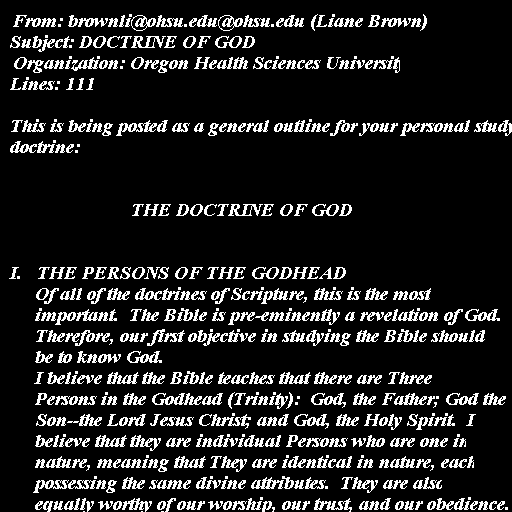 From: brownli@ohsu.edu@ohsu.edu (Liane Brown)
Subject: DOCTRINE OF GOD
Organization: Oregon Health Sciences University
Lines: 111
This is being posted as a general outline for your personal study
doctrine:
THE DOCTRINE OF GOD
I. THE PERSONS OF THE GODHEAD
Of all of the doctrines of Scripture, this is the most
important. The Bible is pre-eminently a revelation of God.
Therefore, our first objective in studying the Bible should
be to know God.
I believe that the Bible teaches that there are Three
Persons in the Godhead (Trinity): God, the Father; God the
Son--the Lord Jesus Christ; and God, the Holy Spirit. I
believe that they are individual Persons who are one in
nature, meaning that They are identical in nature, each
possessing the same divine attributes. They are also
equally worthy of our worship, our trust, and our obedience.